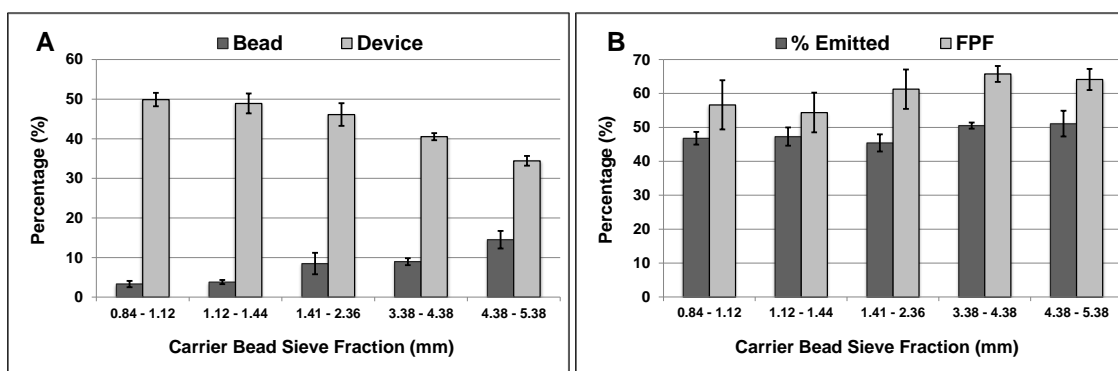 A
Bead Device
Percentage (%)
60
50
40
30
20
10
0
0.84 - 1.12 1.12 - 1.44 1.41 - 2.36 3.38 - 4.38 4.38 - 5.38
Carrier Bead Sieve Fraction (mm)
B
% Emitted FPF
Percentage (%)
70
60
50
40
30
20
10
0
0.84 - 1.12 1.12 - 1.44 1.41 - 2.36 3.38 - 4.38 4.38 - 5.38
Carrier Bead Sieve Fraction (mm)